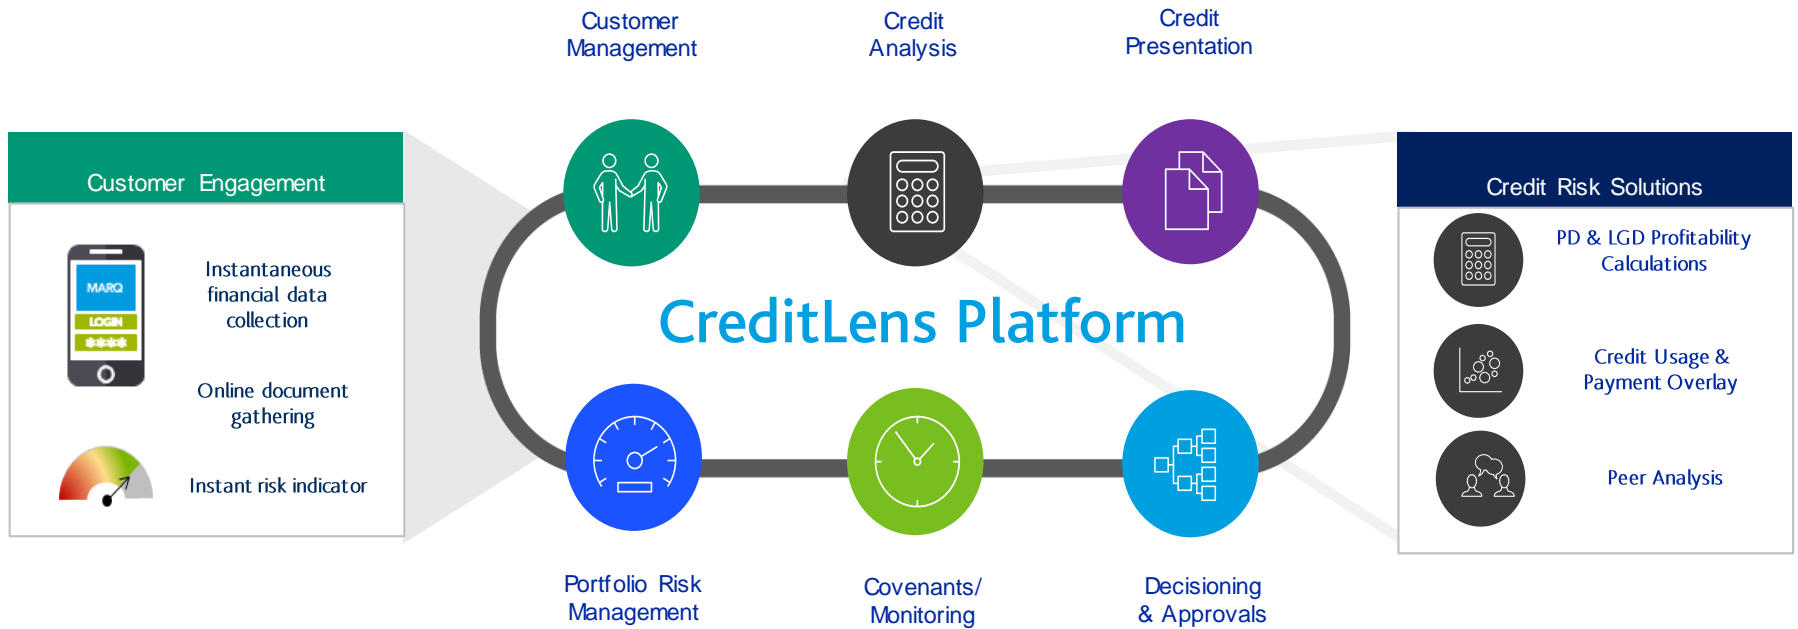 Customer
Management
Credit
Analysis
Credit
Presentation
Customer Engagement
MARQ
LOGIN
****
Instantaneous
financial data
collection
Online document
gathering
Instant risk indicator
CreditLens Platform
Credit Risk Solutions
PD & LGD Profitability
Calculations
Credit Usage &
Payment Overlay
Peer Analysis
Portfolio Risk
Management
Covenants/
Monitoring
Decisioning
& Approvals